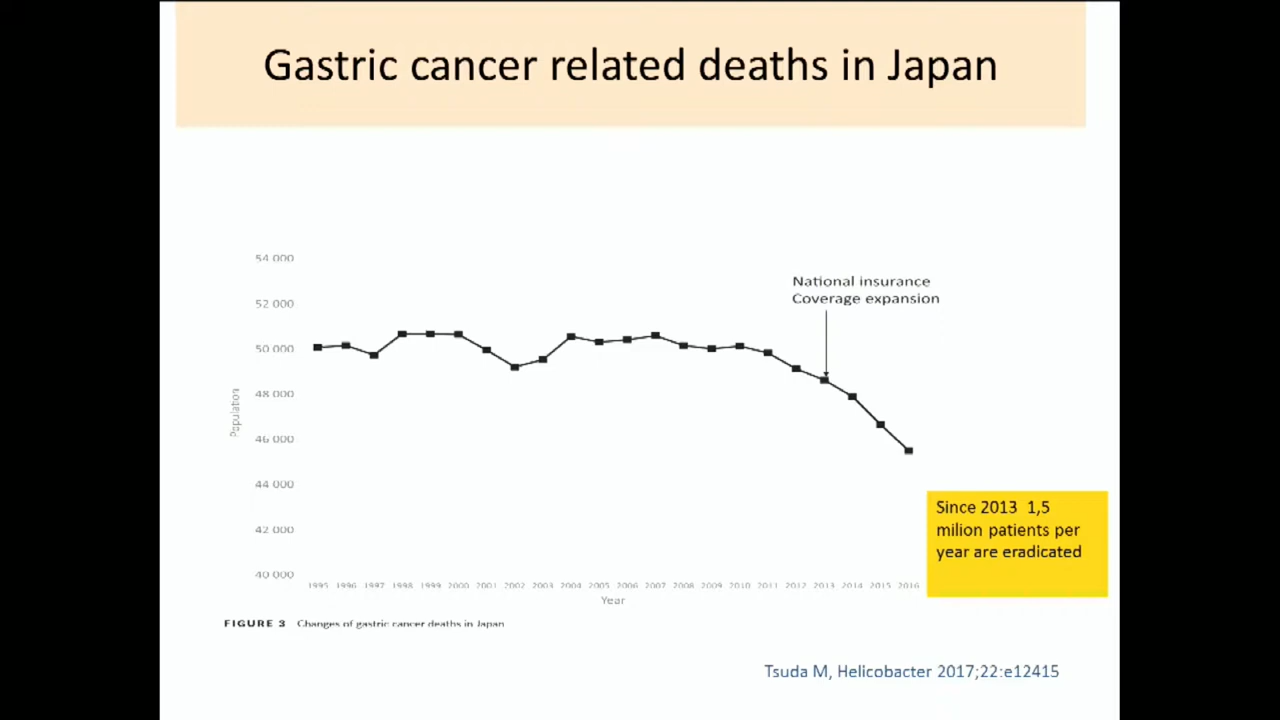 Gastric cancer related deaths in Japan
54 000
52 000
50 000
48 000
46 000
44 000
42 000
40 000
Population
National insurance
Coverage expansion
1995 1996 1997 1998 1999 2000 2001 2002 2003 2004 2005 2006 2007 2008 2009 2010 2011 2012 2013 2014 2015 2016
Year
Since 2013 1,5
milion patients per
year are eradicated
FIGURE 3 Changes of gastric cancer deaths in Japan
Tsuda M, Helicobacter 2017;22:e12415